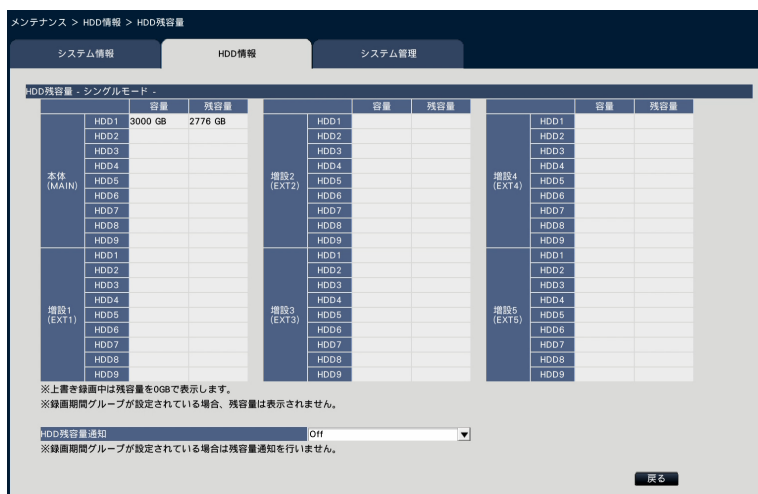 メンテナンス > HDD情報 > HDD残容量
システム情報 HDD情報 システム管理
HDD残容量 - シングルモード -
容量 残容量 容量 残容量 容量 残容量
本体
(MAIN)
HDD1 3000 GB 2776 GB
HDD2
HDD3
HDD4
HDD5
HDD6
HDD7
HDD8
HDD9
増設1
(EXT1)
HDD1
HDD2
HDD3
HDD4
HDD5
HDD6
HDD7
HDD8
HDD9
増設2
(EXT2)
HDD1
HDD2
HDD3
HDD4
HDD5
HDD6
HDD7
HDD8
HDD9
増設3
(EXT3)
HDD1
HDD2
HDD3
HDD4
HDD5
HDD6
HDD7
HDD8
HDD9
増設4
(EXT4)
HDD1
HDD2
HDD3
HDD4
HDD5
HDD6
HDD7
HDD8
HDD9
増設5
(EXT5)
HDD1
HDD2
HDD3
HDD4
HDD5
HDD6
HDD7
HDD8
HDD9
※上書き録画中は残容量を0GBで表示します。
※録画期間グループが設定されている場合、残容量は表示されません。
HDD残容量通知 Off
※録画期間グループが設定されている場合は残容量通知を行いません。
戻る